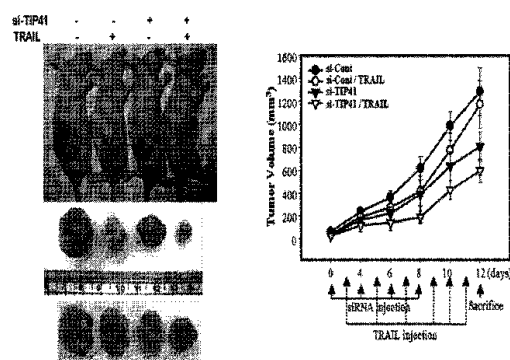 si-TIP41 - - + +
TRAIL - + - +
Tumor Volume (mm³)
1600
1400
1200
1000
800
600
400
200
0
si-Cont
si-Cont / TRAIL
si-TIP41
si-TIP41 / TRAIL
0 4 6 8 10 12 (days)
siRNA injection
TRAIL injection
Sacrifice